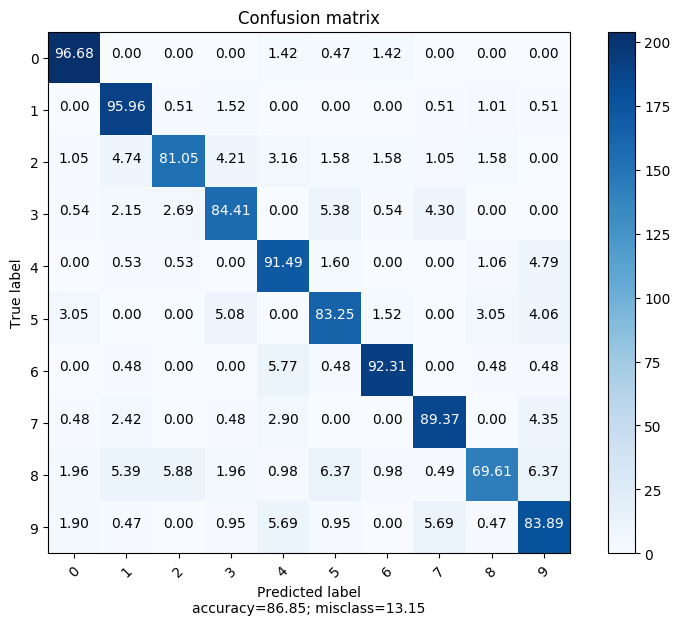 Confusion matrix
0 96.68 0.00 0.00 0.00 1.42 0.47 1.42 0.00 0.00 0.00
1 0.00 95.96 0.51 1.52 0.00 0.00 0.00 0.51 1.01 0.51
2 1.05 4.74 81.05 4.21 3.16 1.58 1.58 1.05 1.58 0.00
3 0.54 2.15 2.69 84.41 0.00 5.38 0.54 4.30 0.00 0.00
4 0.00 0.53 0.53 0.00 91.49 1.60 0.00 0.00 1.06 4.79
5 3.05 0.00 0.00 5.08 0.00 83.25 1.52 0.00 3.05 4.06
6 0.00 0.48 0.00 0.00 5.77 0.48 92.31 0.00 0.48 0.48
7 0.48 2.42 0.00 0.48 2.90 0.00 0.00 89.37 0.00 4.35
8 1.96 5.39 5.88 1.96 0.98 6.37 0.98 0.49 69.61 6.37
9 1.90 0.47 0.00 0.95 5.69 0.95 0.00 5.69 0.47 83.89
0 1 2 3 4 5 6 7 8 9
True label
Predicted label
accuracy=86.85; misclass=13.15
200
175
150
125
100
75
50
25
0